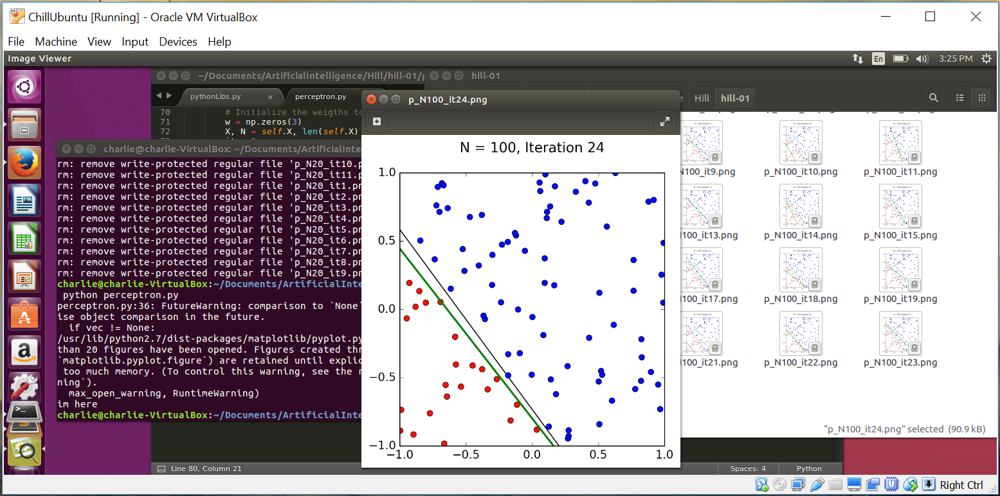 ChillUbuntu [Running] - Oracle VM VirtualBox
File Machine View Input Devices Help
Image Viewer
En
3:25 PM
~/Documents/ArtificialIntelligence/Hill/hill-01/p
hill-01
pythonLibs.py
perceptron.py
Hill
hill-01
70 # Initialize the weigths to
71 w = np.zeros(3)
72 X, N = self.X, len(self.X)
charlie@charlie-VirtualBox: ~/Documents/ArtificialInte
rm: remove write-protected regular file 'p_N20_it10.p
rm: remove write-protected regular file 'p_N20_it11.p
rm: remove write-protected regular file 'p_N20_it1.pn
rm: remove write-protected regular file 'p_N20_it2.pn
rm: remove write-protected regular file 'p_N20_it3.pn
rm: remove write-protected regular file 'p_N20_it4.pn
rm: remove write-protected regular file 'p_N20_it5.pn
rm: remove write-protected regular file 'p_N20_it6.pn
rm: remove write-protected regular file 'p_N20_it7.pn
rm: remove write-protected regular file 'p_N20_it8.pn
rm: remove write-protected regular file 'p_N20_it9.pn
charlie@charlie-VirtualBox:~/Documents/ArtificialInte
python perceptron.py
perceptron.py:36: FutureWarning: comparison to `None`
ise object comparison in the future.
if vec != None:
/usr/lib/python2.7/dist-packages/matplotlib/pyplot.py
than 20 figures have been opened. Figures created thr
`matplotlib.pyplot.figure`) are retained until explic
too much memory. (To control this warning, see the r
ning`).
max_open_warning, RuntimeWarning)
im here
charlie@charlie-VirtualBox:~/Documents/ArtificialInte
p_N100_it24.png
N = 100, Iteration 24
1.0
0.5
0.0
−0.5
−1.0
−1.0 −0.5 0.0 0.5 1.0
N100_it9.png p_N100_it10.png p_N100_it11.png
100_it13.png p_N100_it14.png p_N100_it15.png
100_it17.png p_N100_it18.png p_N100_it19.png
100_it21.png p_N100_it22.png p_N100_it23.png
“p_N100_it24.png” selected (90.9 kB)
Line 80, Column 21
Spaces: 4
Python
Right Ctrl